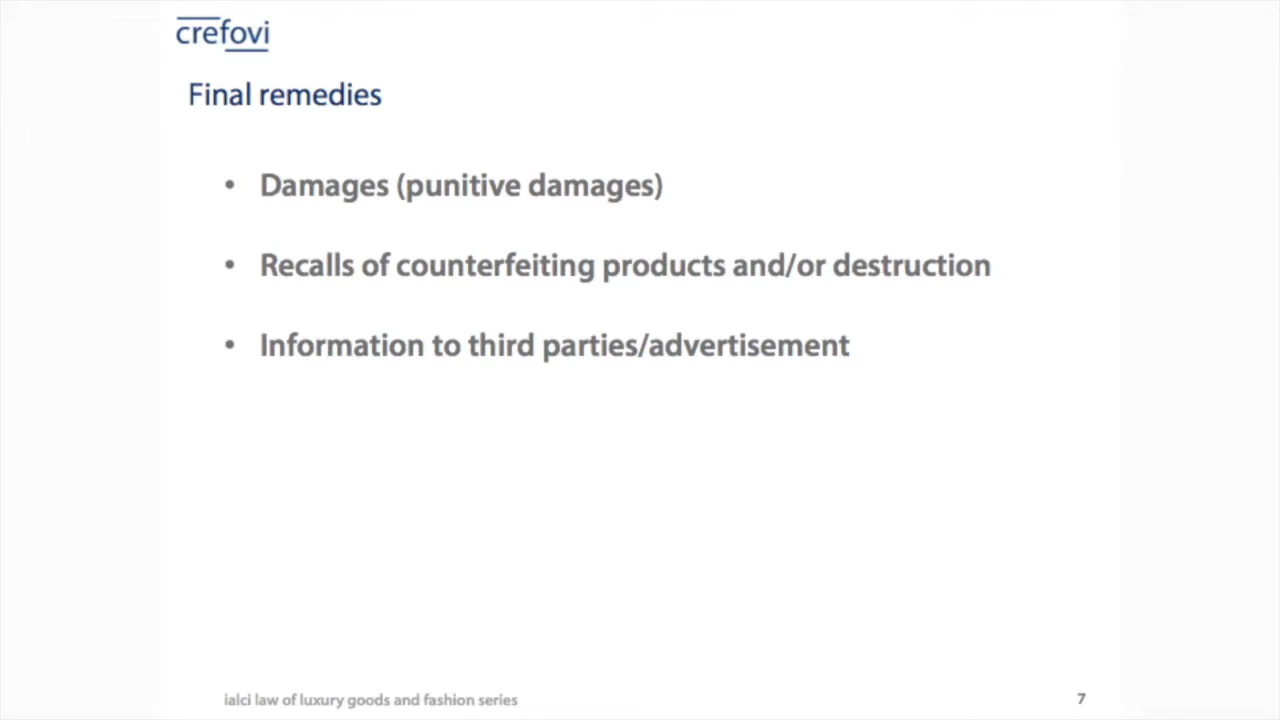 crefovi
Final remedies
• Damages (punitive damages)
• Recalls of counterfeiting products and/or destruction
• Information to third parties/advertisement
ialci law of luxury goods and fashion series
7